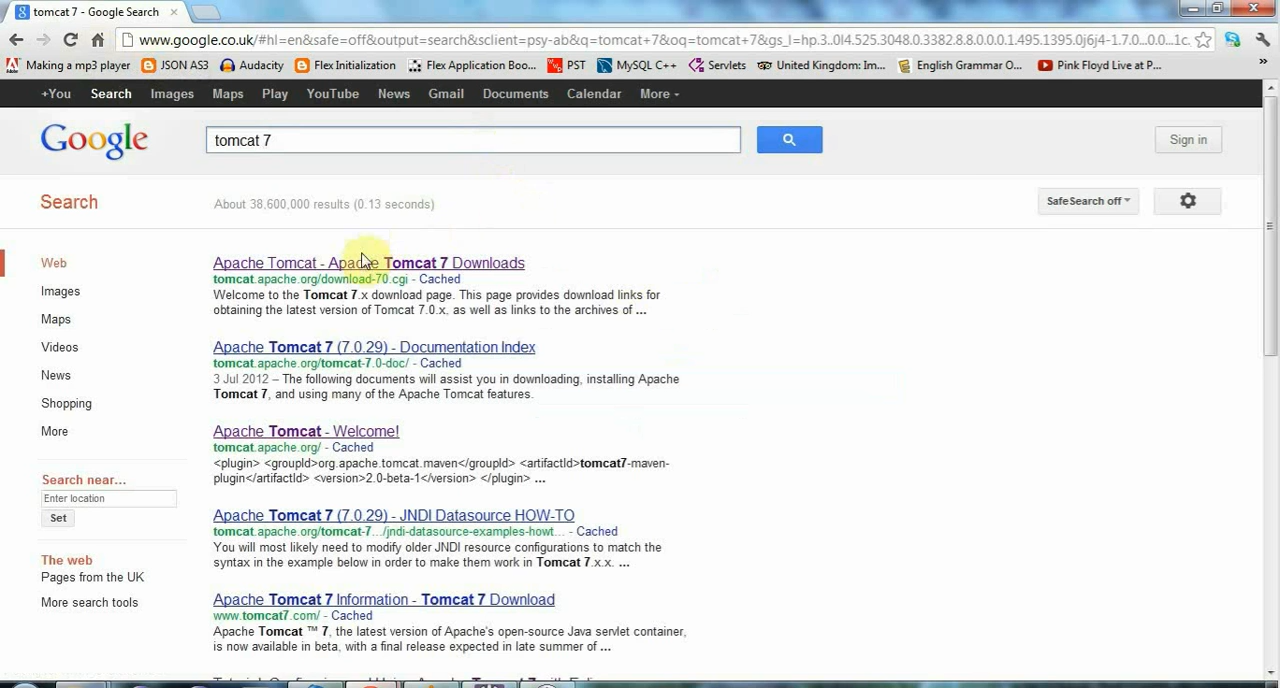 tomcat 7 - Google Search
www.google.co.uk/#hl=en&safe=off&output=search&sclient=psy-ab&q=tomcat+7&oq=tomcat+7&gs_l=hp.3..0l4.525.3048.0.3382.8.8.0.0.0.1.495.1395.0j6j4-1.7.0...0.0...1c.
Making a mp3 player
JSON AS3
Audacity
Flex Initialization
Flex Application Boo...
PST
MySQL C++
Servlets
United Kingdom: Im...
English Grammar O...
Pink Floyd Live at P...
»
+You Search Images Maps Play YouTube News Gmail Documents Calendar More
Google
tomcat 7
Sign in
Search
About 38,600,000 results (0.13 seconds)
SafeSearch off
Web
Images
Maps
Videos
News
Shopping
More
Search near...
Enter location
Set
The web
Pages from the UK
More search tools
Apache Tomcat - Apache Tomcat 7 Downloads
tomcat.apache.org/download-70.cgi - Cached
Welcome to the Tomcat 7.x download page. This page provides download links for
obtaining the latest version of Tomcat 7.0.x. as well as links to the archives of ...
Apache Tomcat 7 (7.0.29) - Documentation Index
tomcat.apache.org/tomcat-7.0-doc/ - Cached
3 Jul 2012 – The following documents will assist you in downloading, installing Apache
Tomcat 7, and using many of the Apache Tomcat features.
Apache Tomcat - Welcome!
tomcat.apache.org/ - Cached
<plugin> <groupId>org.apache.tomcat.maven</groupId> <artifactId>tomcat7-maven-
plugin</artifactId> <version>2.0-beta-1</version> </plugin> ...
Apache Tomcat 7 (7.0.29) - JNDI Datasource HOW-TO
tomcat.apache.org/tomcat-7.../jndi-datasource-examples-howt... - Cached
You will most likely need to modify older JNDI resource configurations to match the
syntax in the example below in order to make them work in Tomcat 7.x.x. ...
Apache Tomcat 7 Information - Tomcat 7 Download
www.tomcat7.com/ - Cached
Apache Tomcat ™ 7, the latest version of Apache's open-source Java servlet container,
is now available in beta, with a final release expected in late summer of ...